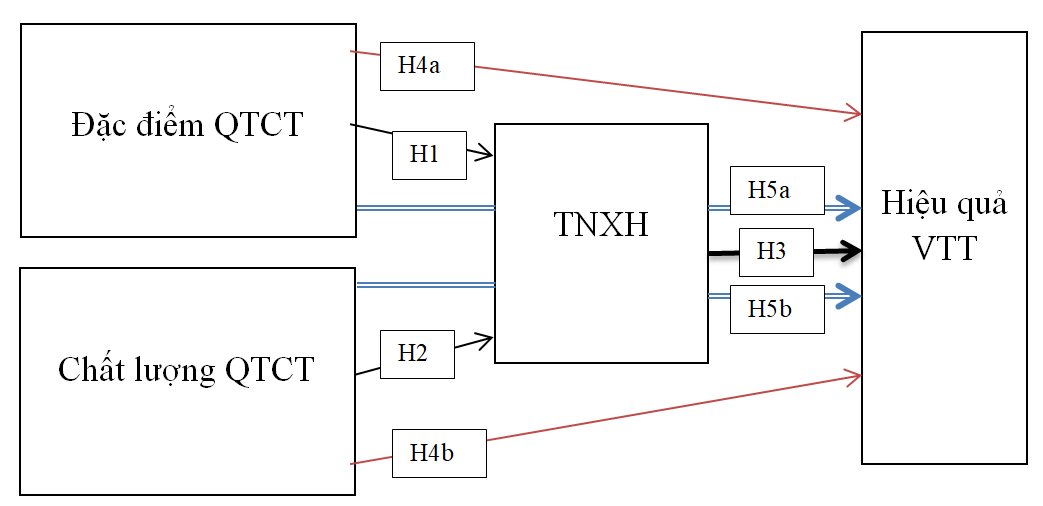 H4a
Đặc điểm QTCT
H1
H5a
Hiệu quả
VTT
TNXH
H3
H5b
H2
Chất lượng QTCT
H4b